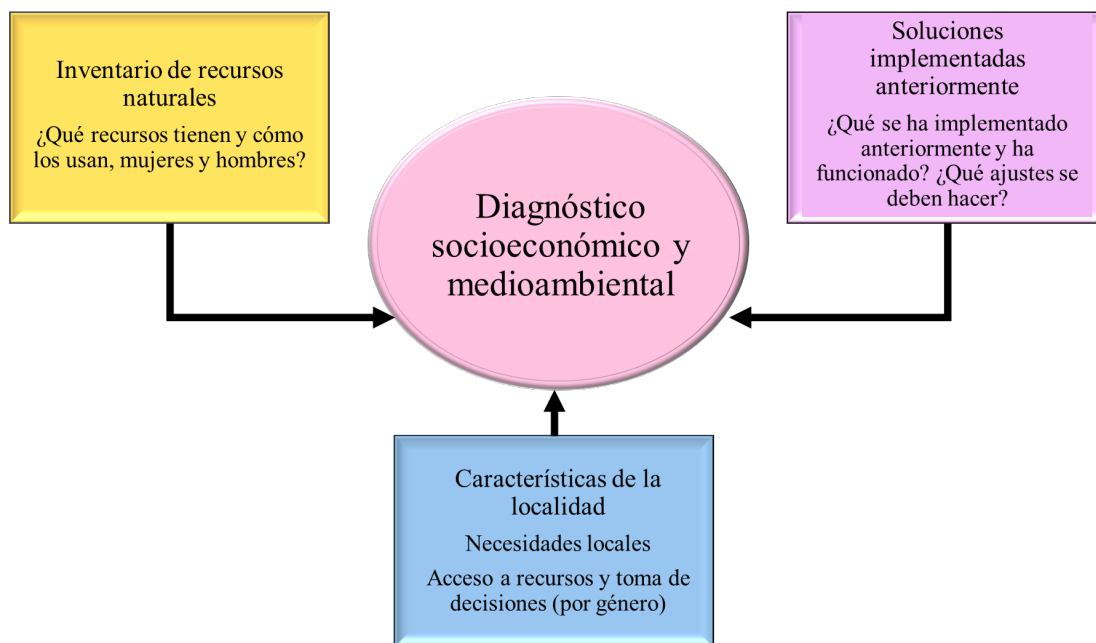 Inventario de recursos
naturales
¿Qué recursos tienen y cómo
los usan, mujeres y hombres?
Soluciones
implementadas
anteriormente
¿Qué se ha implementado
anteriormente y ha
funcionado? ¿Qué ajustes se
deben hacer?
Diagnóstico
socioeconómico y
medioambiental
Característicias de la
localidad
Necesidades locales
Acceso a recursos y toma de
decisiones (por género)